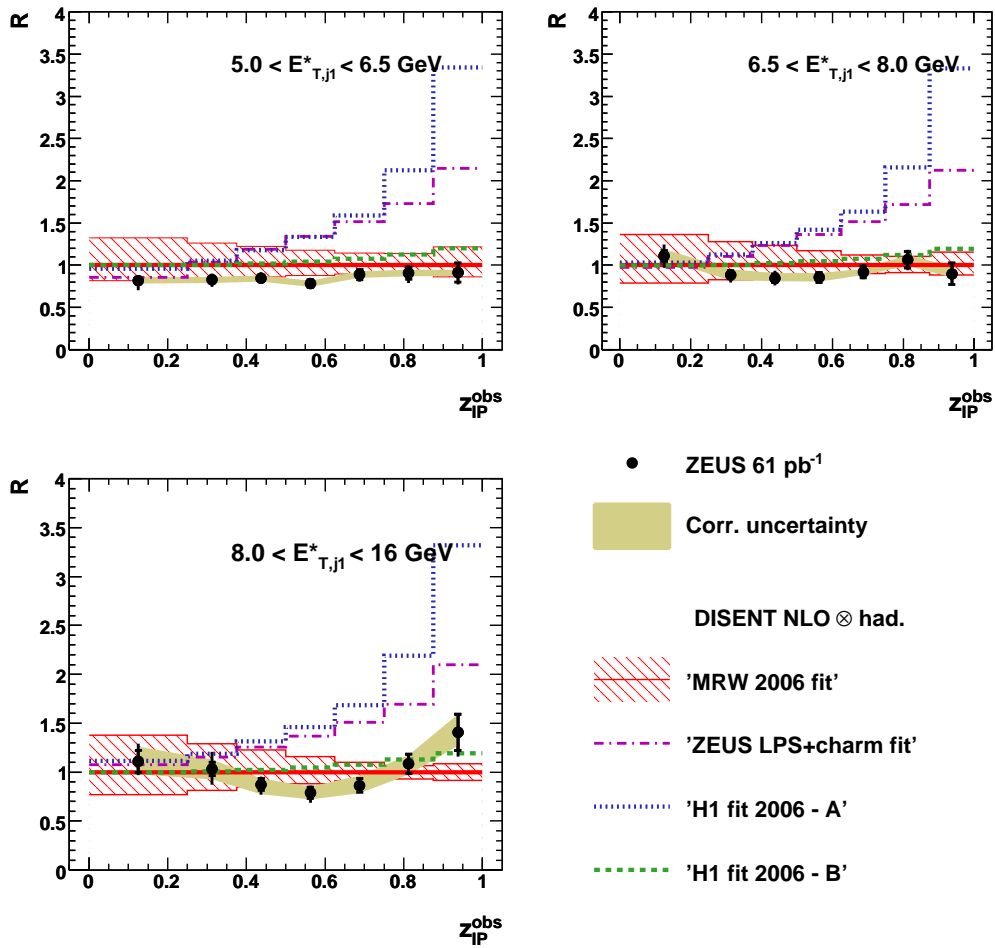 R
4
3.5
3
2.5
2
1.5
1
0.5
0
5.0 < E*T,j1 < 6.5 GeV
0 0.2 0.4 0.6 0.8 1
zIPobs
R
4
3.5
3
2.5
2
1.5
1
0.5
0
6.5 < E*T,j1 < 8.0 GeV
0 0.2 0.4 0.6 0.8 1
zIPobs
R
4
3.5
3
2.5
2
1.5
1
0.5
0
8.0 < E*T,j1 < 16 GeV
0 0.2 0.4 0.6 0.8 1
zIPobs
ZEUS 61 pb-1
Corr. uncertainty
DISENT NLO ⊗ had.
'MRW 2006 fit'
'ZEUS LPS+charm fit'
'H1 fit 2006 - A'
'H1 fit 2006 - B'